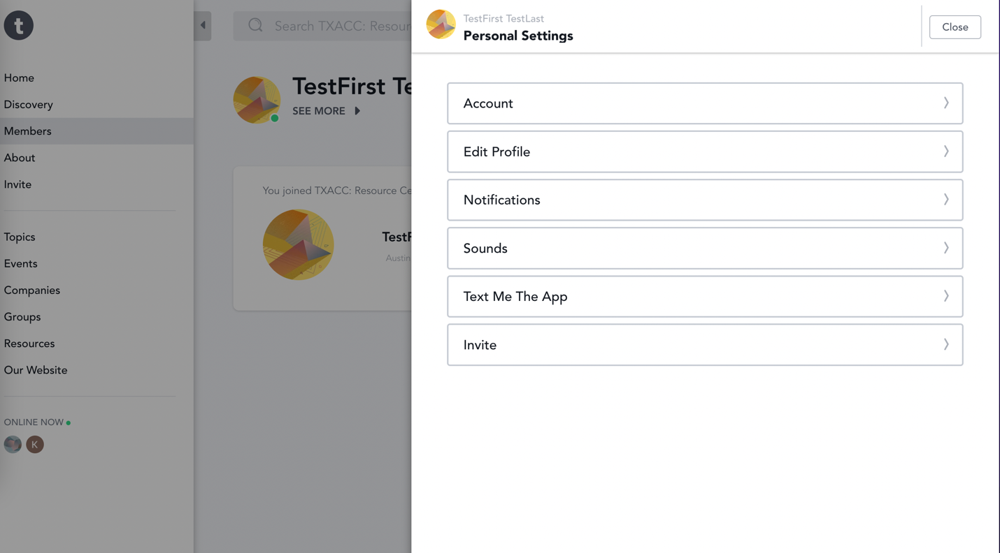 t
Home
Discovery
Members
About
Invite
Topics
Events
Companies
Groups
Resources
Our Website
ONLINE NOW
K
Search TXACC: Resour
TestFirst Te
SEE MORE
You joined TXACC: Resource Ce
TestF
Austin
TestFirst TestLast
Personal Settings
Close
Account
Edit Profile
Notifications
Sounds
Text Me The App
Invite